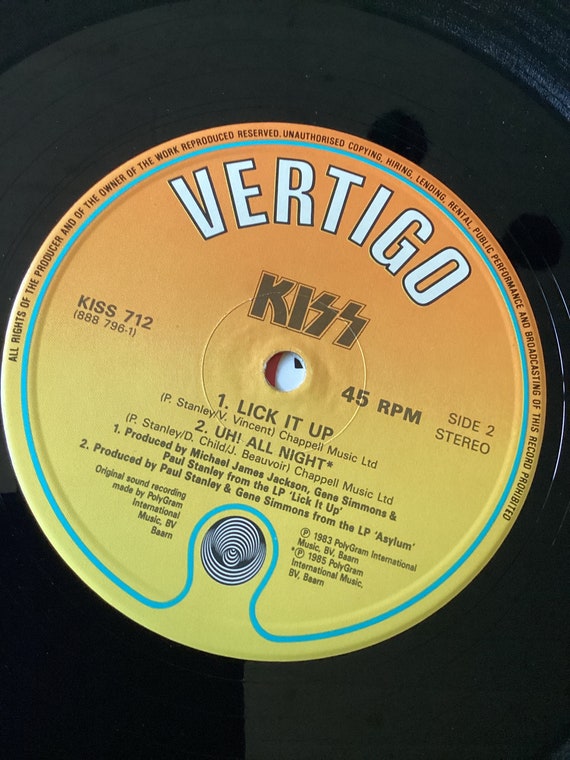 ALL RIGHTS OF THE PRODUCER AND OF THE OWNER OF THE WORK REPRODUCED RESERVED. UNAUTHORISED COPYING, HIRING, LENDING, RENTAL, PUBLIC PERFORMANCE AND BROADCASTING OF THIS RECORD PROHIBITED
VERTIGO
KISS
KISS 712
(888 796-1)
45 RPM
SIDE 2
STEREO
1. LICK IT UP
(P. Stanley/V. Vincent) Chappell Music Ltd
2. UH! ALL NIGHT*
(P. Stanley/D. Child/J. Beauvoir) Chappell Music Ltd
1. Produced by Michael James Jackson, Gene Simmons &
Paul Stanley from the LP 'Lick It Up'
2. Produced by Paul Stanley & Gene Simmons from the LP 'Asylum'
Original sound recording
made by PolyGram
International
Music, BV
Baarn
℗ 1983 PolyGram International
Music, BV, Baarn
*℗ 1985 PolyGram
International Music,
BV, Baarn